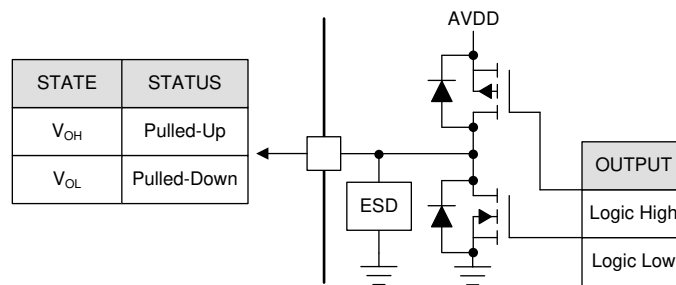 AVDD
STATE STATUS
VOH Pulled-Up
VOL Pulled-Down
ESD
OUTPUT
Logic High
Logic Low